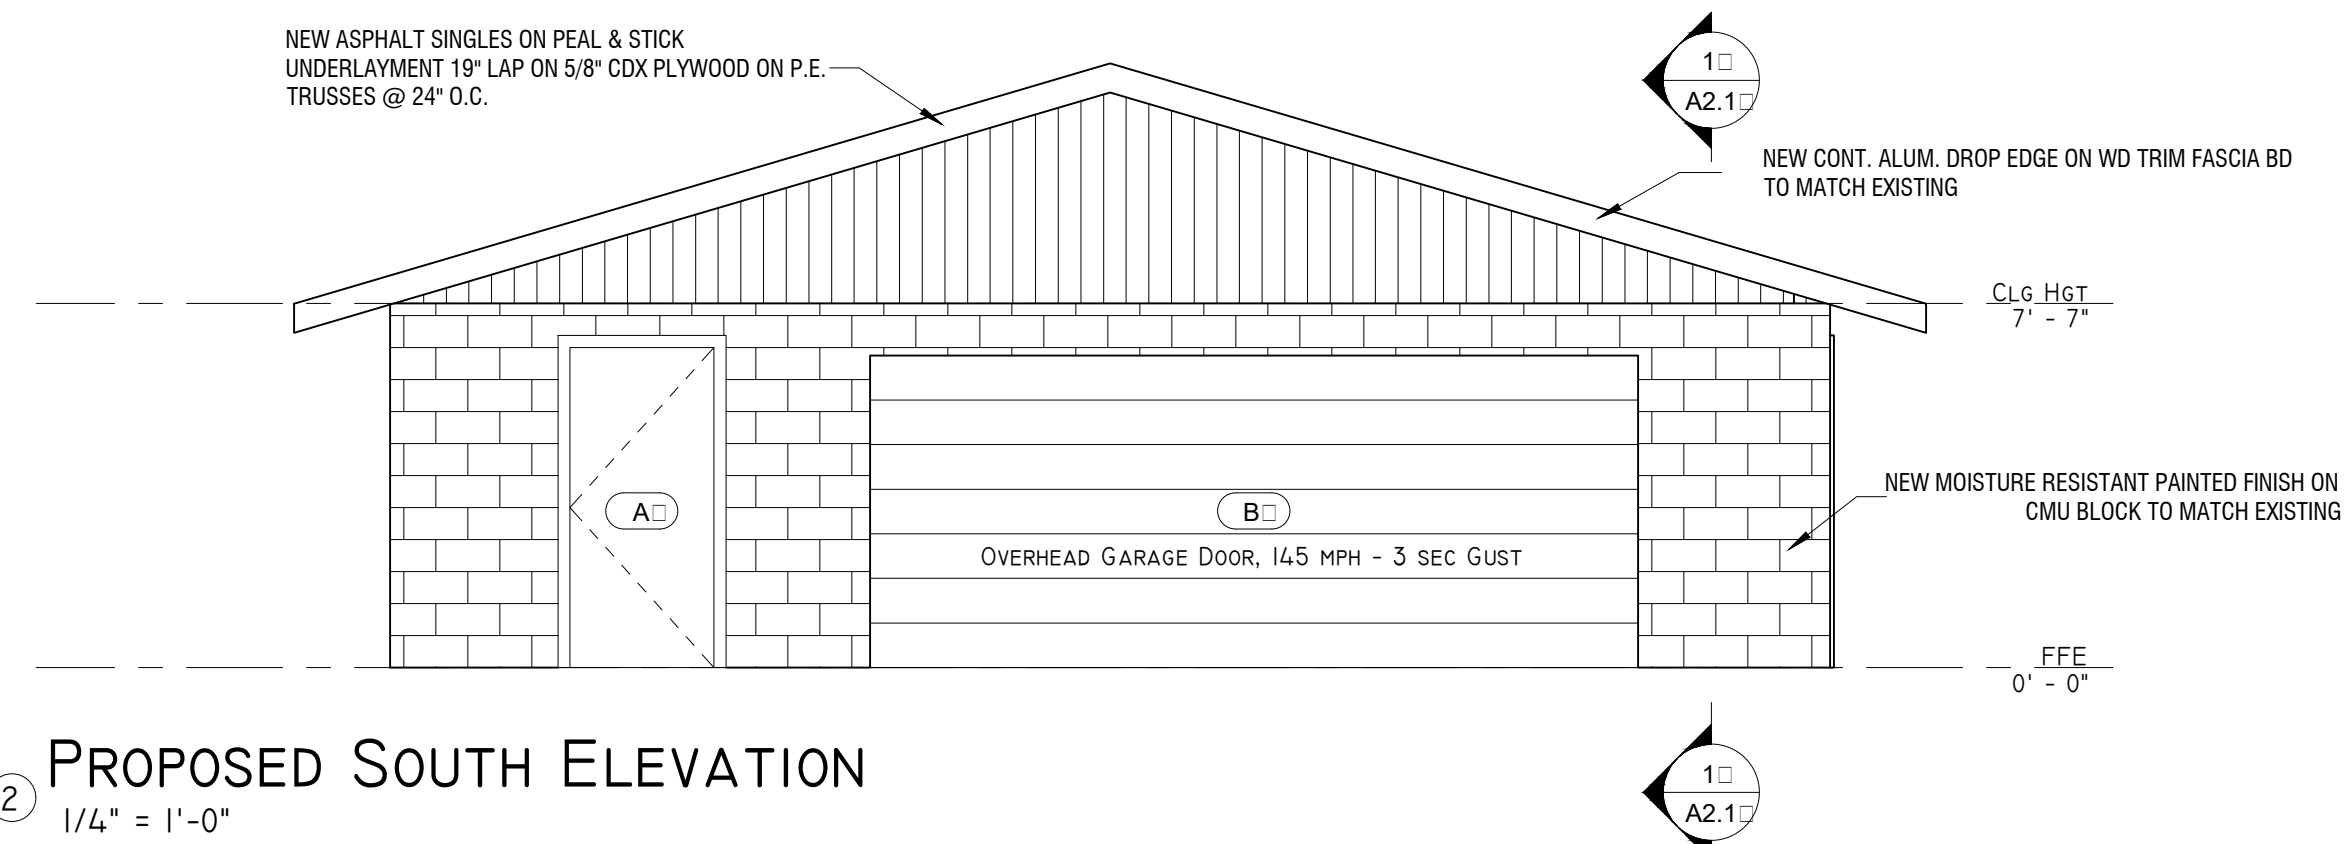 NEW ASPHALT SINGLES ON PEAL & STICK
UNDERLAYMENT 19" LAP ON 5/8" CDX PLYWOOD ON P.E.
TRUSSES @ 24" O.C.
1□
A2.1□
NEW CONT. ALUM. DROP EDGE ON WD TRIM FASCIA BD
TO MATCH EXISTING
CLG HGT
7' - 7"
NEW MOISTURE RESISTANT PAINTED FINISH ON
CMU BLOCK TO MATCH EXISTING
A□
B□
OVERHEAD GARAGE DOOR, 145 MPH - 3 SEC GUST
FFE
0' - 0"
1□
A2.1□
2
PROPOSED SOUTH ELEVATION
1/4" = 1'-0"